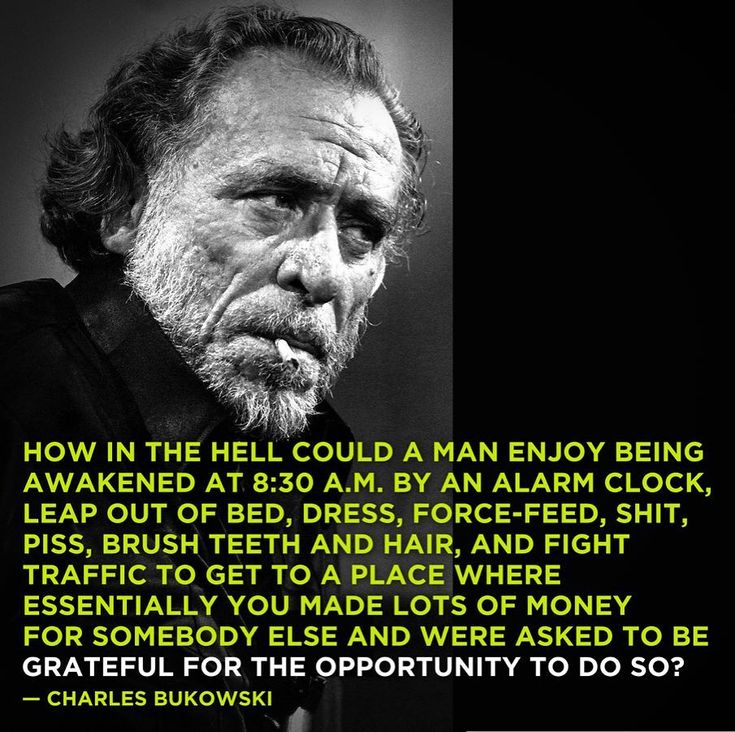 HOW IN THE HELL COULD A MAN ENJOY BEING
AWAKENED AT 8:30 A.M. BY AN ALARM CLOCK,
LEAP OUT OF BED, DRESS, FORCE-FEED, SHIT,
PISS, BRUSH TEETH AND HAIR, AND FIGHT
TRAFFIC TO GET TO A PLACE WHERE
ESSENTIALLY YOU MADE LOTS OF MONEY
FOR SOMEBODY ELSE AND WERE ASKED TO BE
GRATEFUL FOR THE OPPORTUNITY TO DO SO?
— CHARLES BUKOWSKI